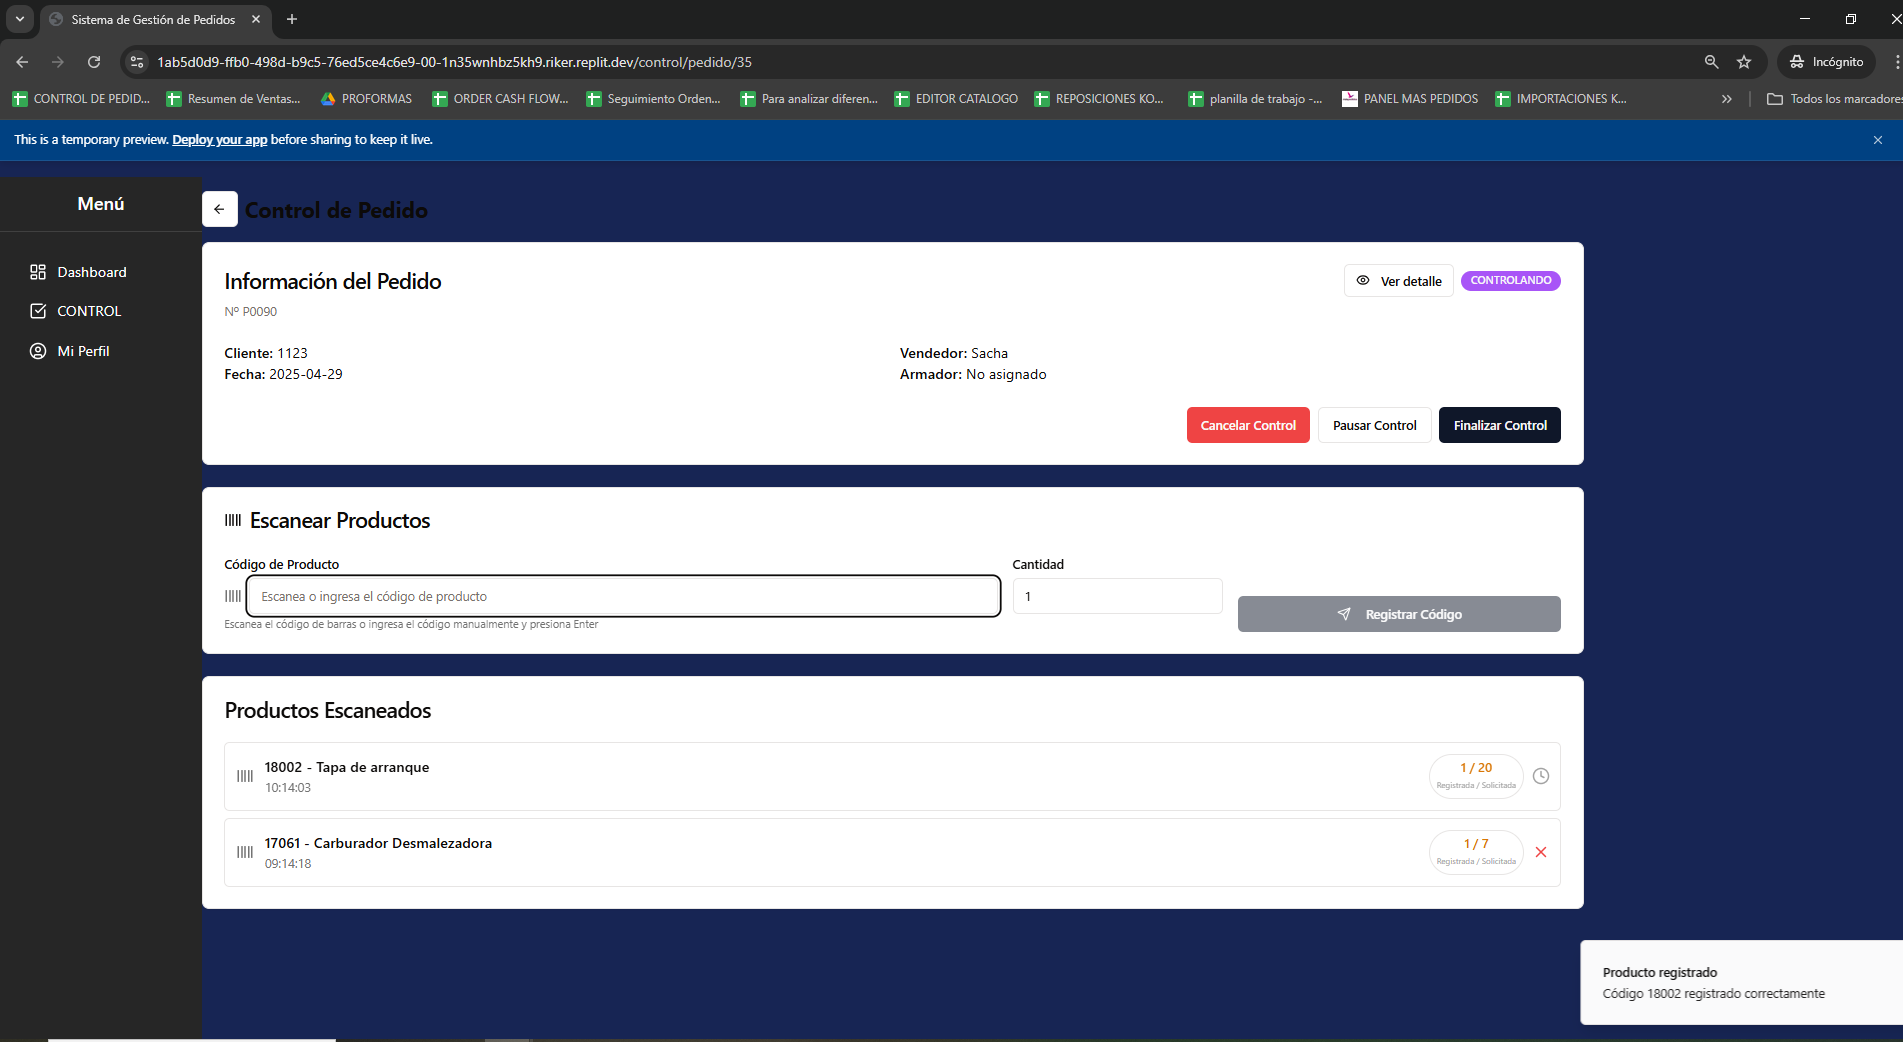 Sistema de Gestión de Pedidos
1ab5d0d9-ffb0-498d-b9c5-76ed5ce4c6e9-00-1n35wnhbz5kh9.riker.replit.dev/control/pedido/35
Incógnito
CONTROL DE PEDID...
Resumen de Ventas...
PROFORMAS
ORDER CASH FLOW...
Seguimiento Orden...
Para analizar diferen...
EDITOR CATALOGO
REPOSICIONES KO...
planilla de trabajo -...
PANEL MAS PEDIDOS
IMPORTACIONES K...
Todos los marcadores
This is a temporary preview. Deploy your app before sharing to keep it live.
Menú
Dashboard
CONTROL
Mi Perfil
Control de Pedido
Información del Pedido
Ver detalle
CONTROLANDO
Nº P0090
Cliente: 1123
Vendedor: Sacha
Fecha: 2025-04-29
Armador: No asignado
Cancelar Control
Pausar Control
Finalizar Control
Escanear Productos
Código de Producto
Cantidad
Escanea o ingresa el código de producto
1
Registrar Código
Escanea el código de barras o ingresa el código manualmente y presiona Enter
Productos Escaneados
18002 - Tapa de arranque
10:14:03
1 / 20
Registrada / Solicitada
17061 - Carburador Desmalezadora
09:14:18
1 / 7
Registrada / Solicitada
Producto registrado
Código 18002 registrado correctamente